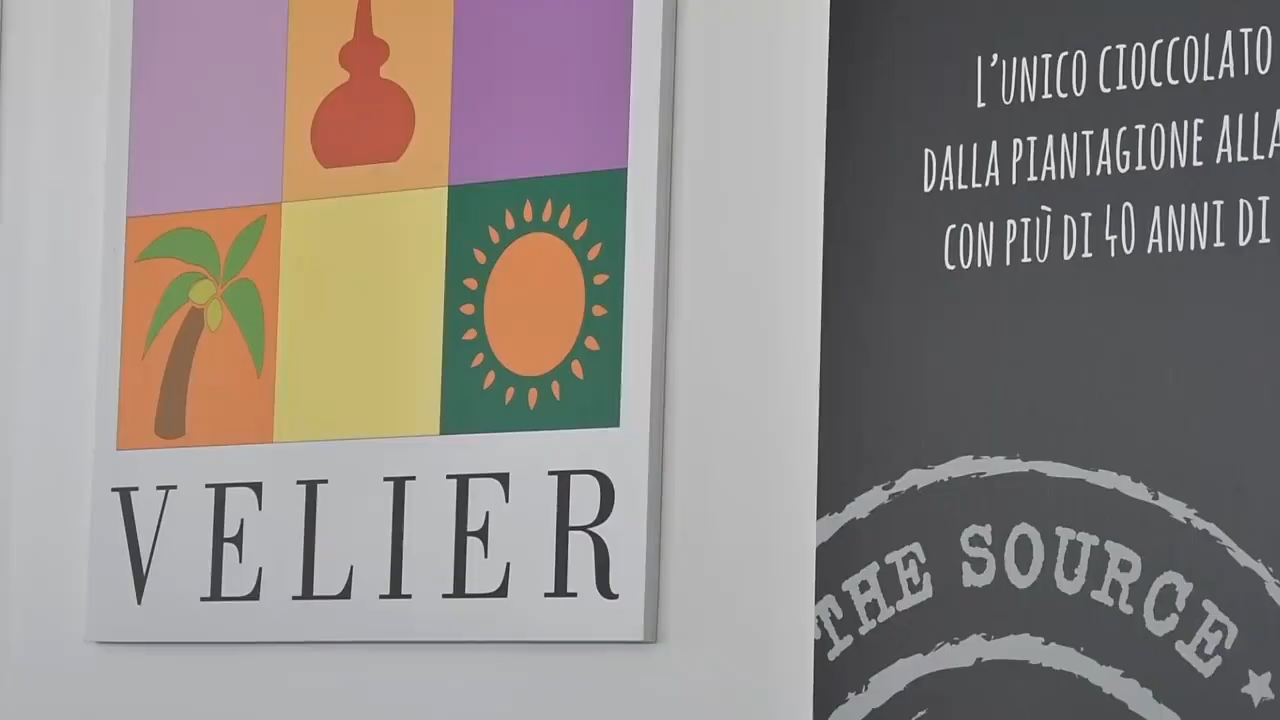 VELIER
L'UNICO CIOCCOLATO
DALLA PIANTAGIONE ALLA
CON PIÙ DI 40 ANNI DI
THE SOURCE